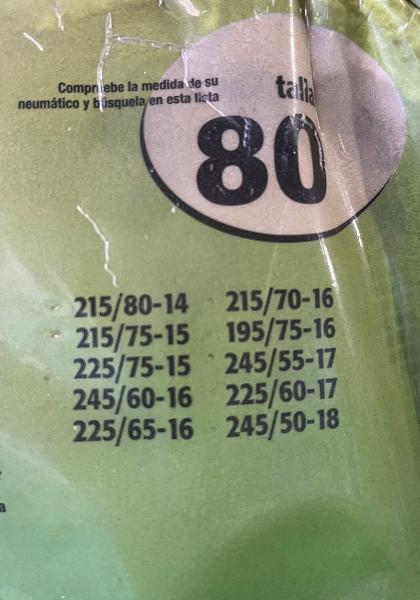 Compruebe la medida de su
neumático y búsquela en esta lista
talla
80
215/80-14 215/70-16
215/75-15 195/75-16
225/75-15 245/55-17
245/60-16 225/60-17
225/65-16 245/50-18
a